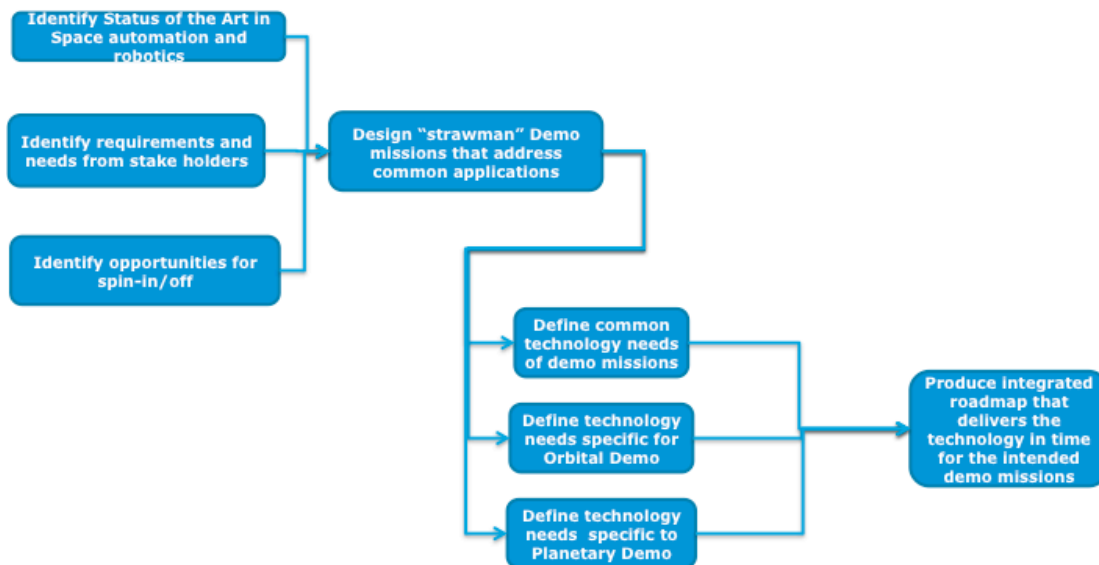 Identify Status of the Art in
Space automation and
robotics
Identify requirements and
needs from stake holders
Identify opportunities for
spin-in/off
Design “strawman” Demo
missions that address
common applications
Define common
technology needs
of demo missions
Define technology
needs specific for
Orbital Demo
Define technology
needs specific to
Planetary Demo
Produce integrated
roadmap that
delivers the
technology in time
for the intended
demo missions